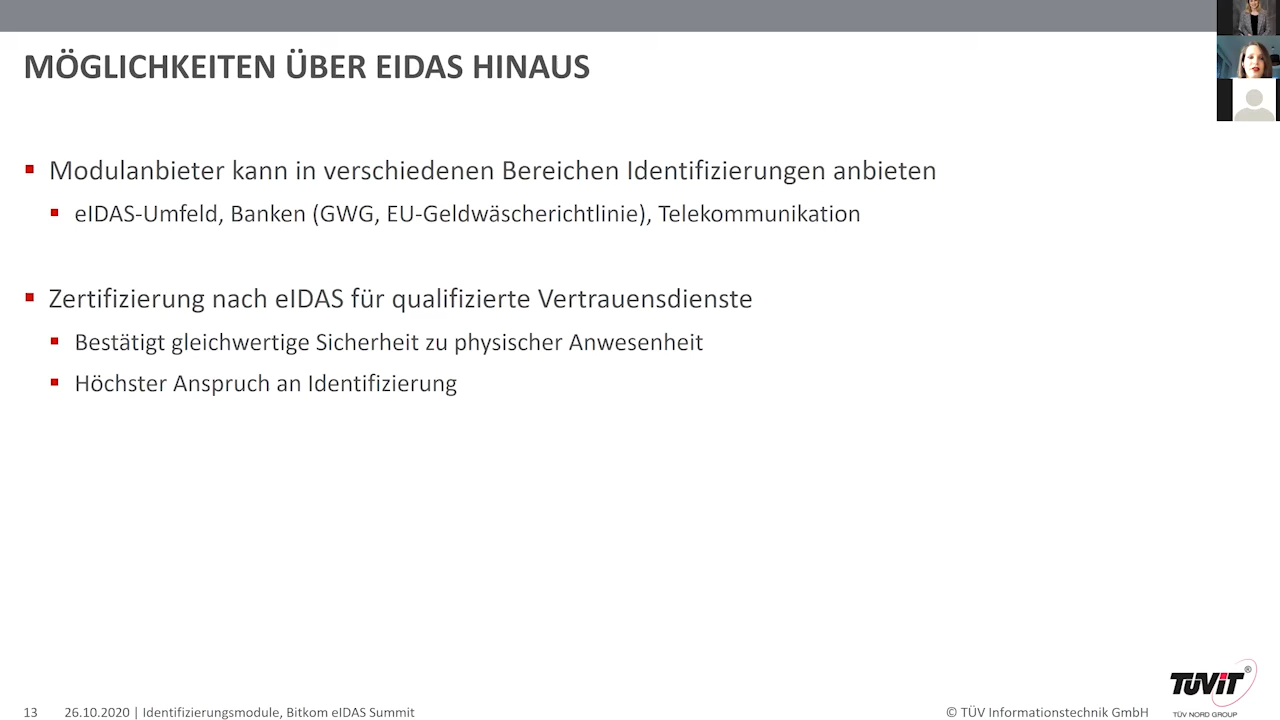 MÖGLICHKEITEN ÜBER EIDAS HINAUS
Modulanbieter kann in verschiedenen Bereichen Identifizierungen anbieten
eIDAS-Umfeld, Banken (GWG, EU-Geldwäscherichtlinie), Telekommunikation
Zertifizierung nach eIDAS für qualifizierte Vertrauensdienste
Bestätigt gleichwertige Sicherheit zu physischer Anwesenheit
Höchster Anspruch an Identifizierung
TÜViT®
TÜV NORD GROUP
13 26.10.2020 | Identifizierungsmodule, Bitkom eIDAS Summit
© TÜV Informationstechnik GmbH